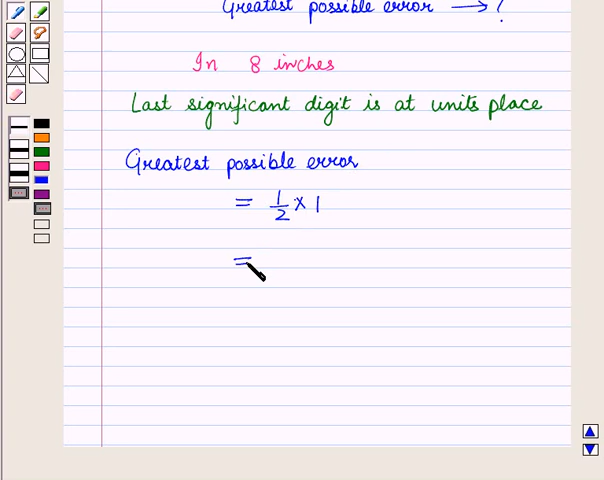 Greatest possible error → ?
In 8 inches
Last significant digit is at units place
Greatest possible error
= 1/2 × 1
=